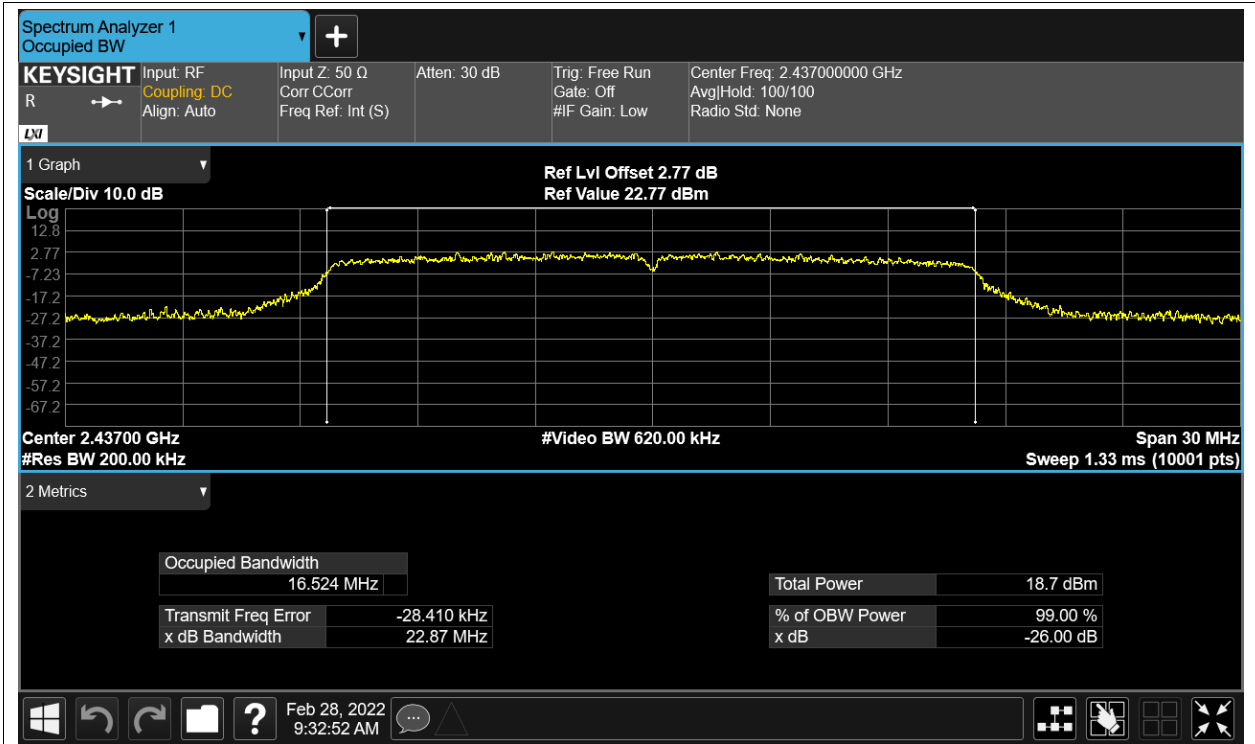 Spectrum Analyzer 1
Occupied BW
KEYSIGHT
R
LXI
Input: RF
Coupling: DC
Align: Auto
Input Z: 50 Ω
Corr CCorr
Freq Ref: Int (S)
Atten: 30 dB
Trig: Free Run
Gate: Off
#IF Gain: Low
Center Freq: 2.437000000 GHz
Avg|Hold: 100/100
Radio Std: None
1 Graph
Scale/Div 10.0 dB
Ref Lvl Offset 2.77 dB
Ref Value 22.77 dBm
Log
12.8
2.77
-7.23
-17.2
-27.2
-37.2
-47.2
-57.2
-67.2
Center 2.43700 GHz
#Video BW 620.00 kHz
Span 30 MHz
#Res BW 200.00 kHz
Sweep 1.33 ms (10001 pts)
2 Metrics
Occupied Bandwidth
16.524 MHz
Transmit Freq Error -28.410 kHz
x dB Bandwidth 22.87 MHz
Total Power 18.7 dBm
% of OBW Power 99.00 %
x dB -26.00 dB
Feb 28, 2022
9:32:52 AM